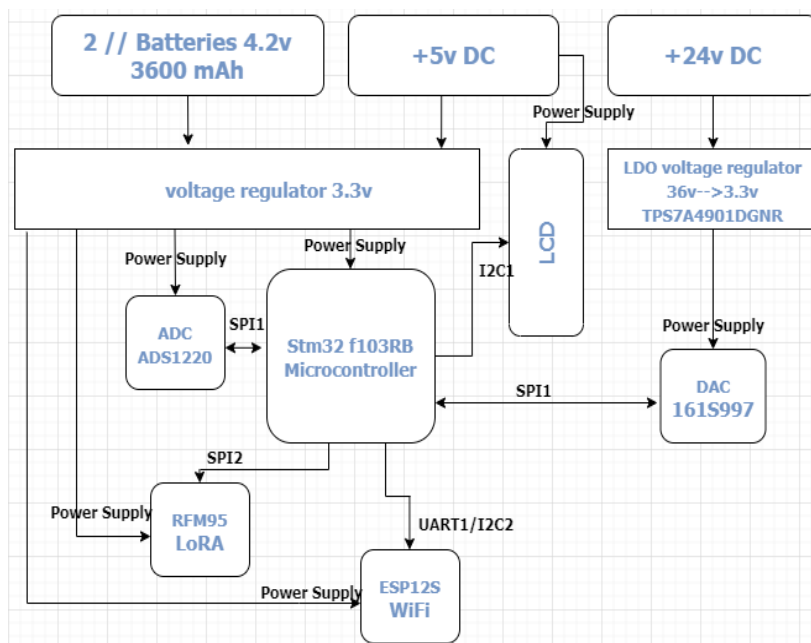 2 // Batteries 4.2v
3600 mAh
+5v DC
+24v DC
Power Supply
voltage regulator 3.3v
LDO voltage regulator
36v-->3.3v
TPS7A4901DGNR
LCD
Power Supply
Power Supply
I2C1
ADC
ADS1220
SPI1
Stm32 f103RB
Microcontroller
Power Supply
SPI1
DAC
161S997
SPI2
Power Supply
RFM95
LoRA
UART1/I2C2
Power Supply
ESP12S
WiFi